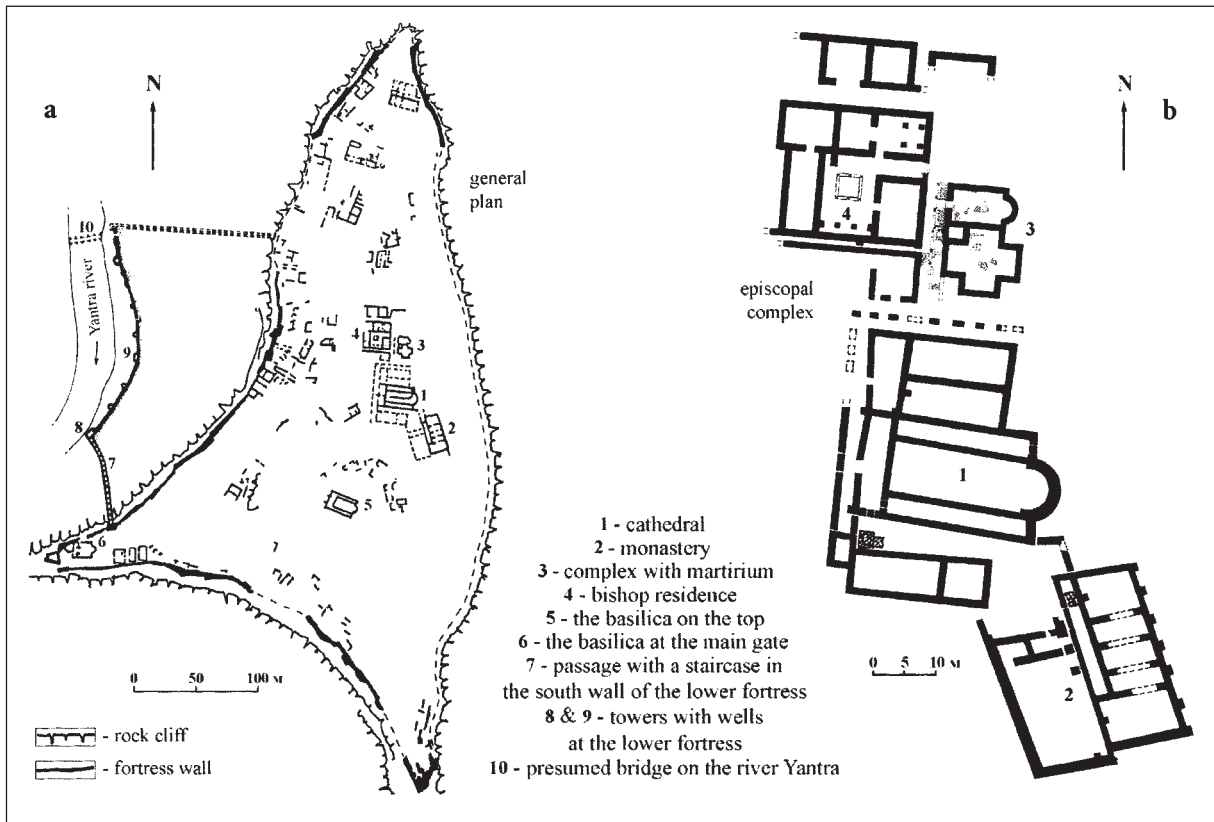 a
N
general
plan
10
Yantra river
9
8
7
6
4
3
1
2
5
7
0 50 100 м
- rock cliff
- fortress wall
1 - cathedral
2 - monastery
3 - complex with martirium
4 - bishop residence
5 - the basilica on the top
6 - the basilica at the main gate
7 - passage with a staircase in
the south wall of the lower fortress
8 & 9 - towers with wells
at the lower fortress
10 - presumed bridge on the river Yantra
N
b
4
3
episcopal
complex
1
0 5 10 м
2